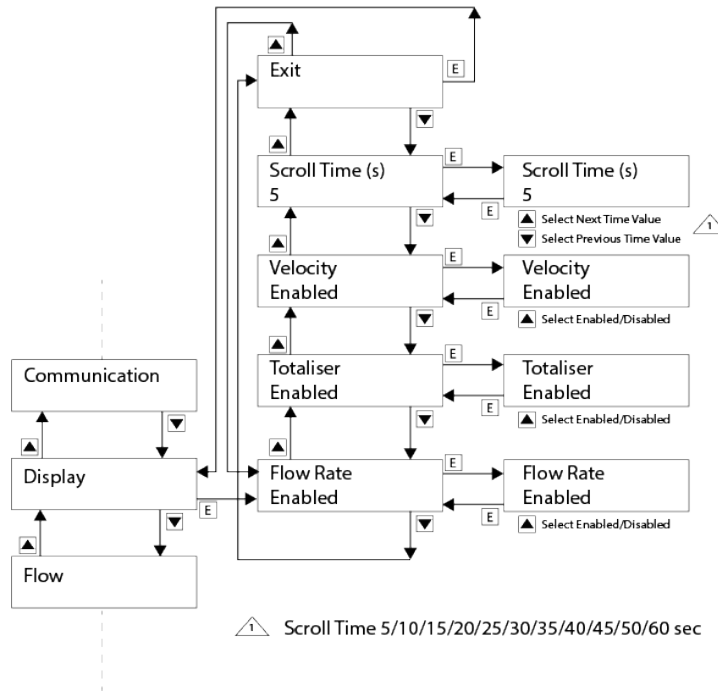 Exit
E
Scroll Time (s)
5
E
E
Scroll Time (s)
5
Select Next Time Value
Select Previous Time Value
1
Velocity
Enabled
E
E
Velocity
Enabled
Select Enabled/Disabled
Communication
Totaliser
Enabled
E
E
Totaliser
Enabled
Select Enabled/Disabled
Display
E
Flow Rate
Enabled
E
E
Flow Rate
Enabled
Select Enabled/Disabled
Flow
1 Scroll Time 5/10/15/20/25/30/35/40/45/50/60 sec